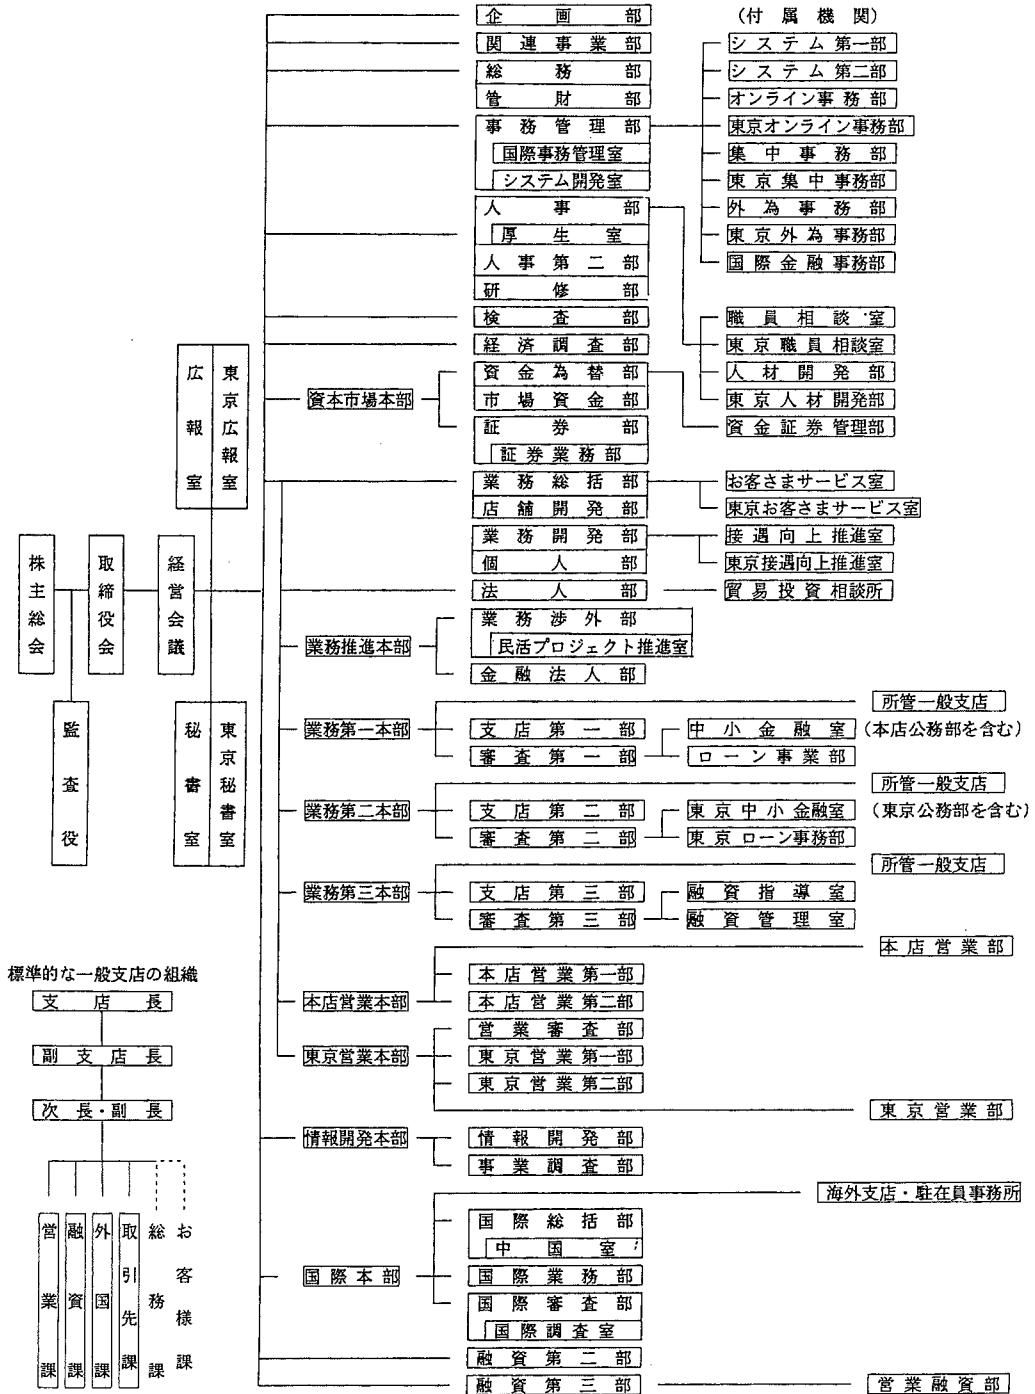 企画部
(付属機関)
関連事業部
システム第一部
総務部
システム第二部
管財部
オンライン事務部
事務管理部
東京オンライン事務部
国際事務管理室
集中事務部
システム開発室
東京集中事務部
人事部
外為事務部
厚生室
東京外為事務部
人事第二部
国際金融事務部
研修部
検査部
職員相談室
経済調査部
東京職員相談室
資本市場本部
資金為替部
人材開発部
市場資金部
東京人材開発部
証券部
資金証券管理部
証券業務部
広報室
東京広報室
業務総括部
お客さまサービス室
店舗開発部
東京お客さまサービス室
業務開発部
接遇向上推進室
個人部
東京接遇向上推進室
法人部
貿易投資相談所
株主総会
取締役会
経営会議
業務推進本部
業務渉外部
民活プロジェクト推進室
金融法人部
監査役
秘書室
東京秘書室
所管一般支店
業務第一本部
支店第一部
中小金融室
(本店公務部を含む)
審査第一部
ローン事業部
所管一般支店
業務第二本部
支店第二部
東京中小金融室
(東京公務部を含む)
審査第二部
東京ローン事務部
所管一般支店
業務第三本部
支店第三部
融資指導室
審査第三部
融資管理室
本店営業部
本店営業本部
本店営業第一部
本店営業第二部
営業審査部
東京営業本部
東京営業第一部
東京営業第二部
東京営業部
情報開発本部
情報開発部
事業調査部
海外支店・駐在員事務所
国際総括部
中国室
国際本部
国際業務部
国際審査部
国際調査室
融資第二部
融資第三部
営業融資部
標準的な一般支店の組織
支店長
副支店長
次長・副長
営業課
融資課
外国課
取引先課
総務課
お客様課